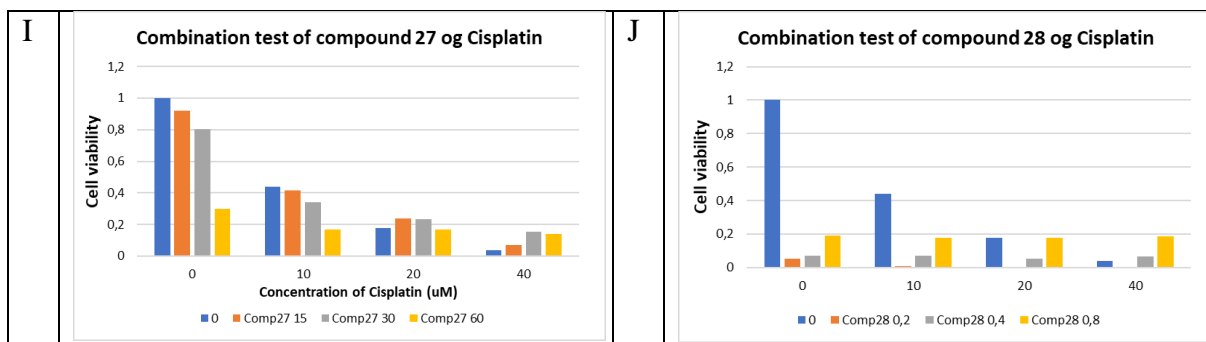 I
Combination test of compound 27 og Cisplatin
1,2
1
0,8
0,6
0,4
0,2
0
Cell viability
0 10 20 40
Concentration of Cisplatin (uM)
0 Comp27 15 Comp27 30 Comp27 60
J
Combination test of compound 28 og Cisplatin
1,2
1
0,8
0,6
0,4
0,2
0
Cell viability
0 10 20 40
0 Comp28 0,2 Comp28 0,4 Comp28 0,8